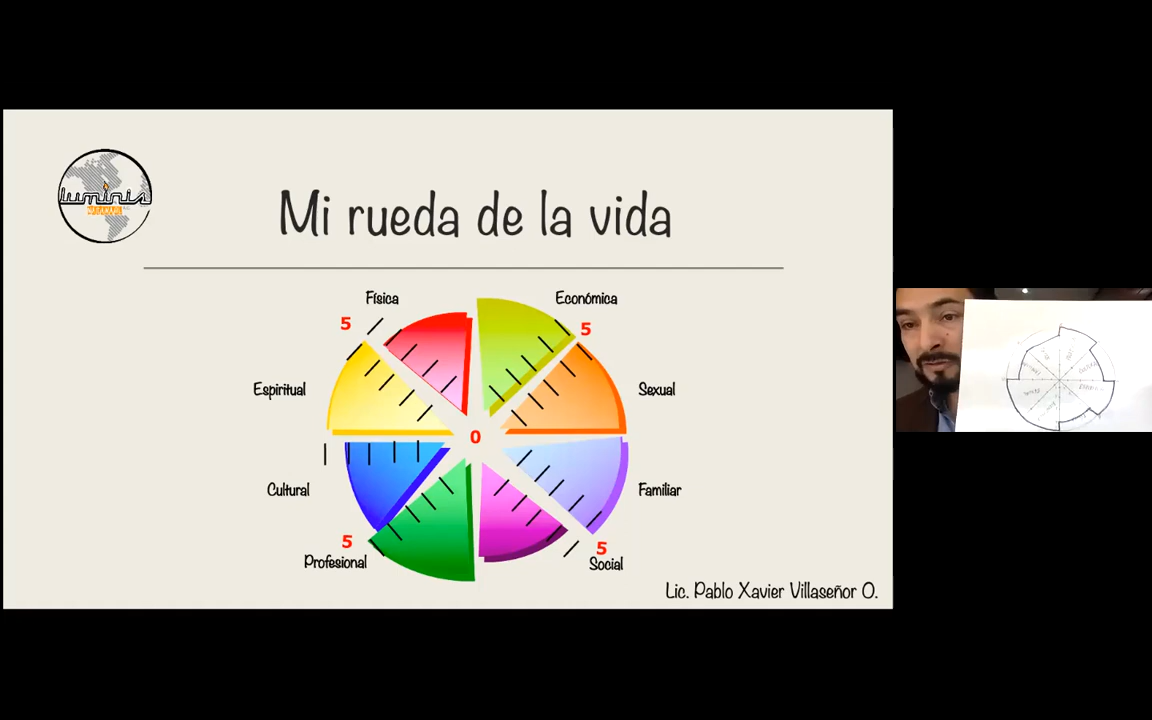 luminis
Mi rueda de la vida
Física
Económica
5
5
Espiritual
Sexual
0
Cultural
Familiar
5
5
Profesional
Social
Lic. Pablo Xavier Villaseñor O.